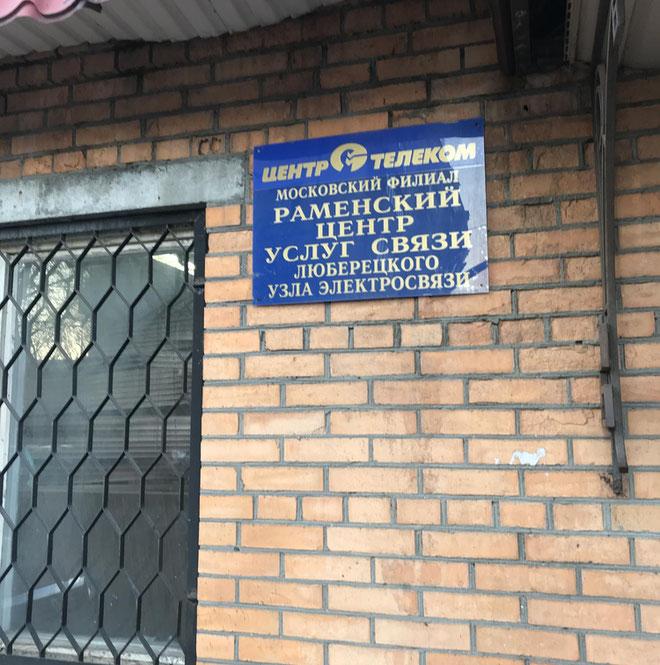 ЦЕНТР ТЕЛЕКОМ
МОСКОВСКИЙ ФИЛИАЛ
РАМЕНСКИЙ
ЦЕНТР
УСЛУГ СВЯЗИ
ЛЮБЕРЕЦКОГО
УЗЛА ЭЛЕКТРОСВЯЗИ